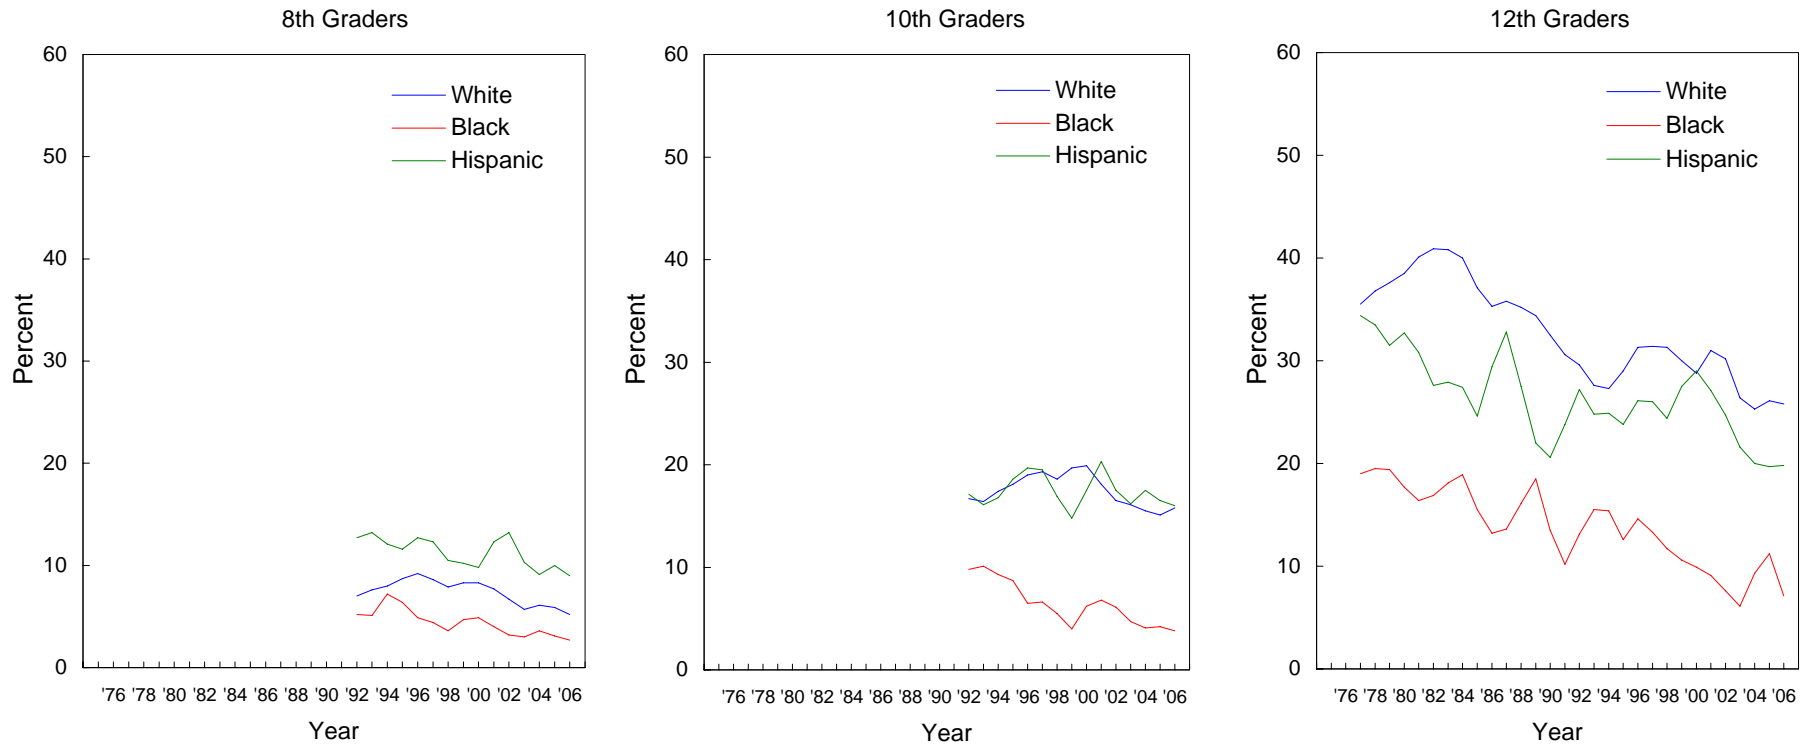 8th Graders
60
50
40
30
20
10
0
Percent
White
Black
Hispanic
'76 '78 '80 '82 '84 '86 '88 '90 '92 '94 '96 '98 '00 '02 '04 '06
Year
10th Graders
60
50
40
30
20
10
0
Percent
White
Black
Hispanic
'76 '78 '80 '82 '84 '86 '88 '90 '92 '94 '96 '98 '00 '02 '04 '06
Year
12th Graders
60
50
40
30
20
10
0
Percent
White
Black
Hispanic
'76 '78 '80 '82 '84 '86 '88 '90 '92 '94 '96 '98 '00 '02 '04 '06
Year